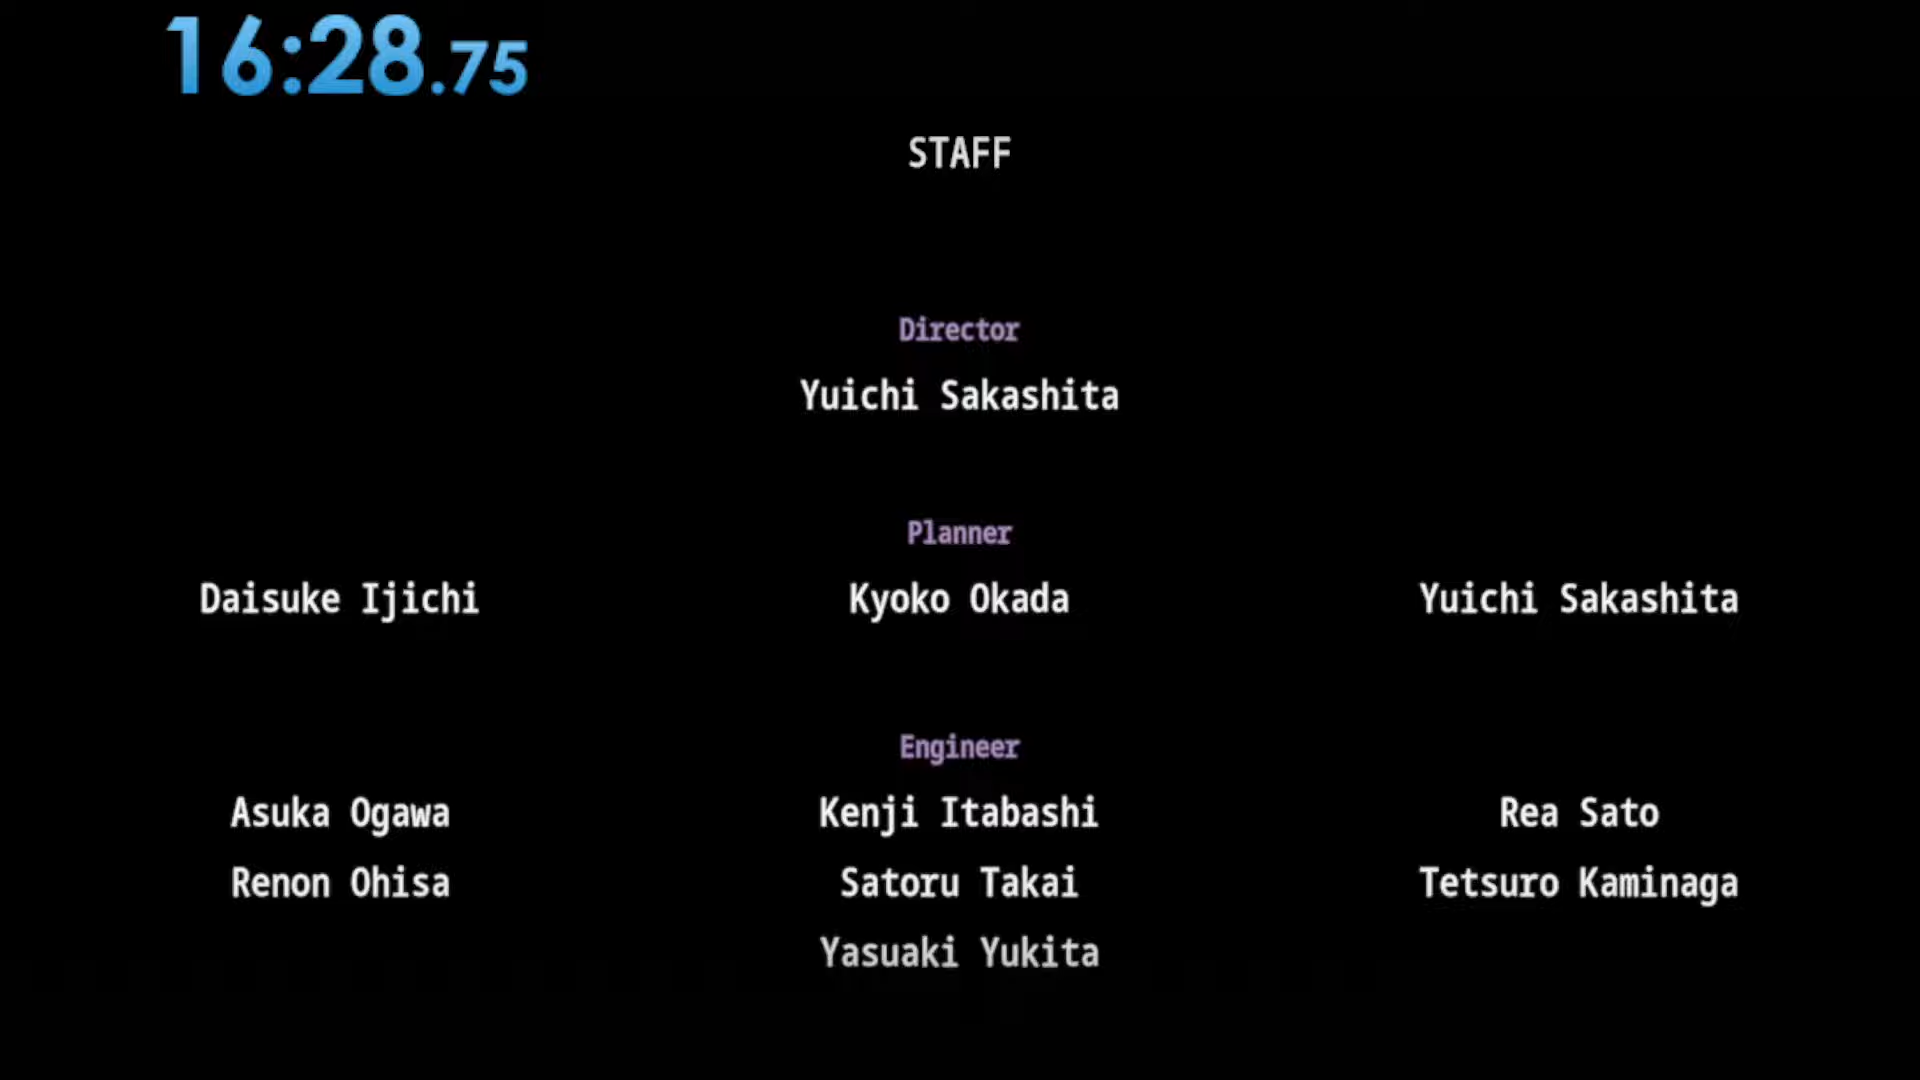 16:28.75
STAFF
Director
Yuichi Sakashita
Planner
Daisuke Ijichi Kyoko Okada Yuichi Sakashita
Engineer
Asuka Ogawa Kenji Itabashi Rea Sato
Renon Ohisa Satoru Takai Tetsuro Kaminaga
Yasuaki Yukita